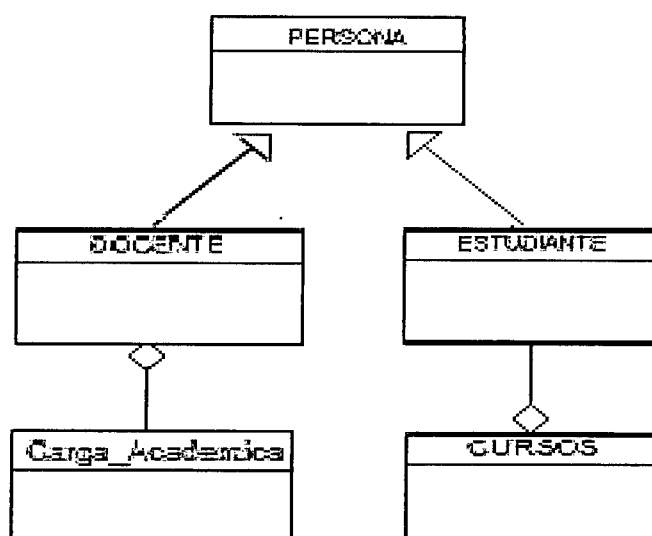 PERSONA
DOCENTE
ESTUDIANTE
Carga_Academica
CURSOS